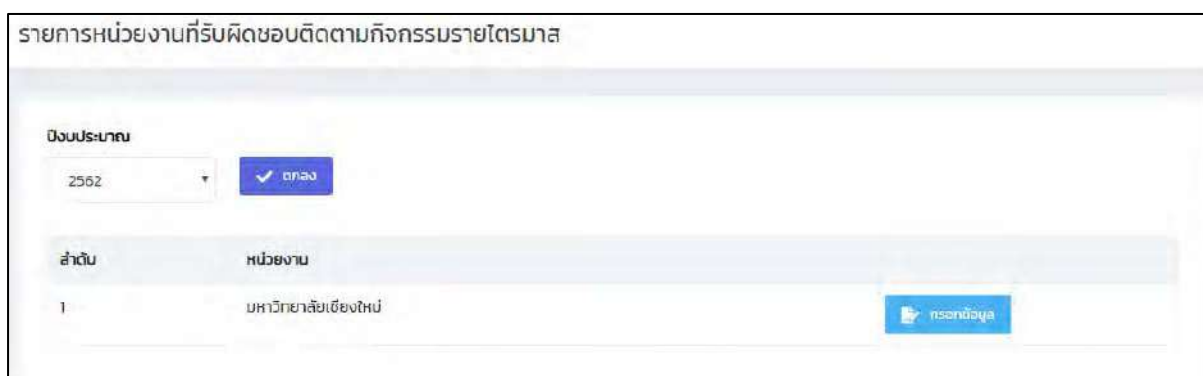 รายการหน่วยงานที่รับผิดชอบติดตามกิจกรรมรายไตรมาส
ปีงบประมาณ
2562
ตกลง
ลำดับ หน่วยงาน
1 มหาวิทยาลัยเชียงใหม่ กรอกข้อมูล